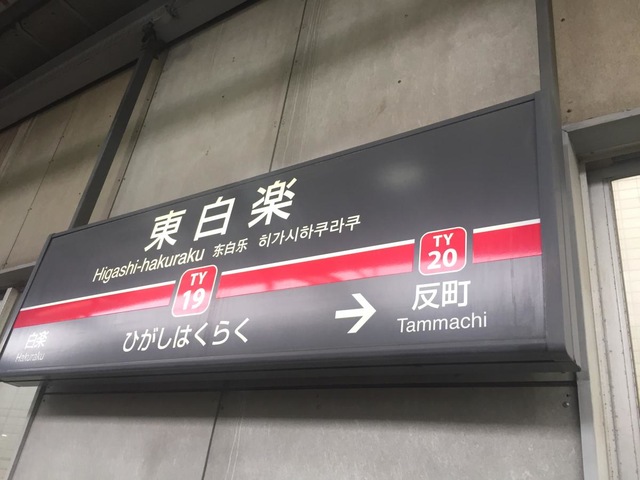 東白楽
Higashi-hakuraku 东白乐 히가시하쿠라쿠
TY
19
TY
20
ひがしはくらく
→
反町
Tammachi
白楽
Hakuraku